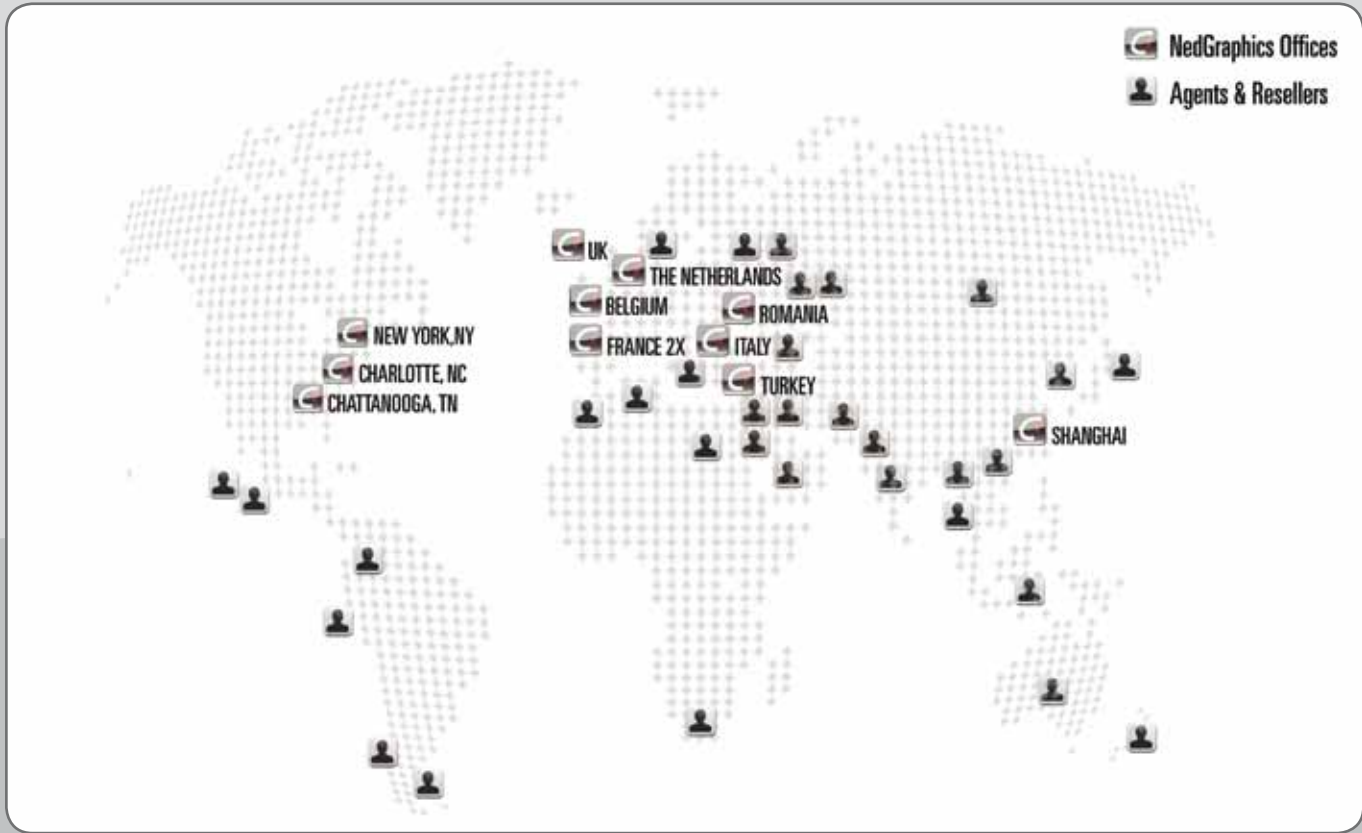 NedGraphics Offices
Agents & Resellers
UK
THE NETHERLANDS
BELGIUM
ROMANIA
NEW YORK,NY
FRANCE 2X
ITALY
CHARLOTTE, NC
TURKEY
CHATTANOOGA, TN
SHANGHAI